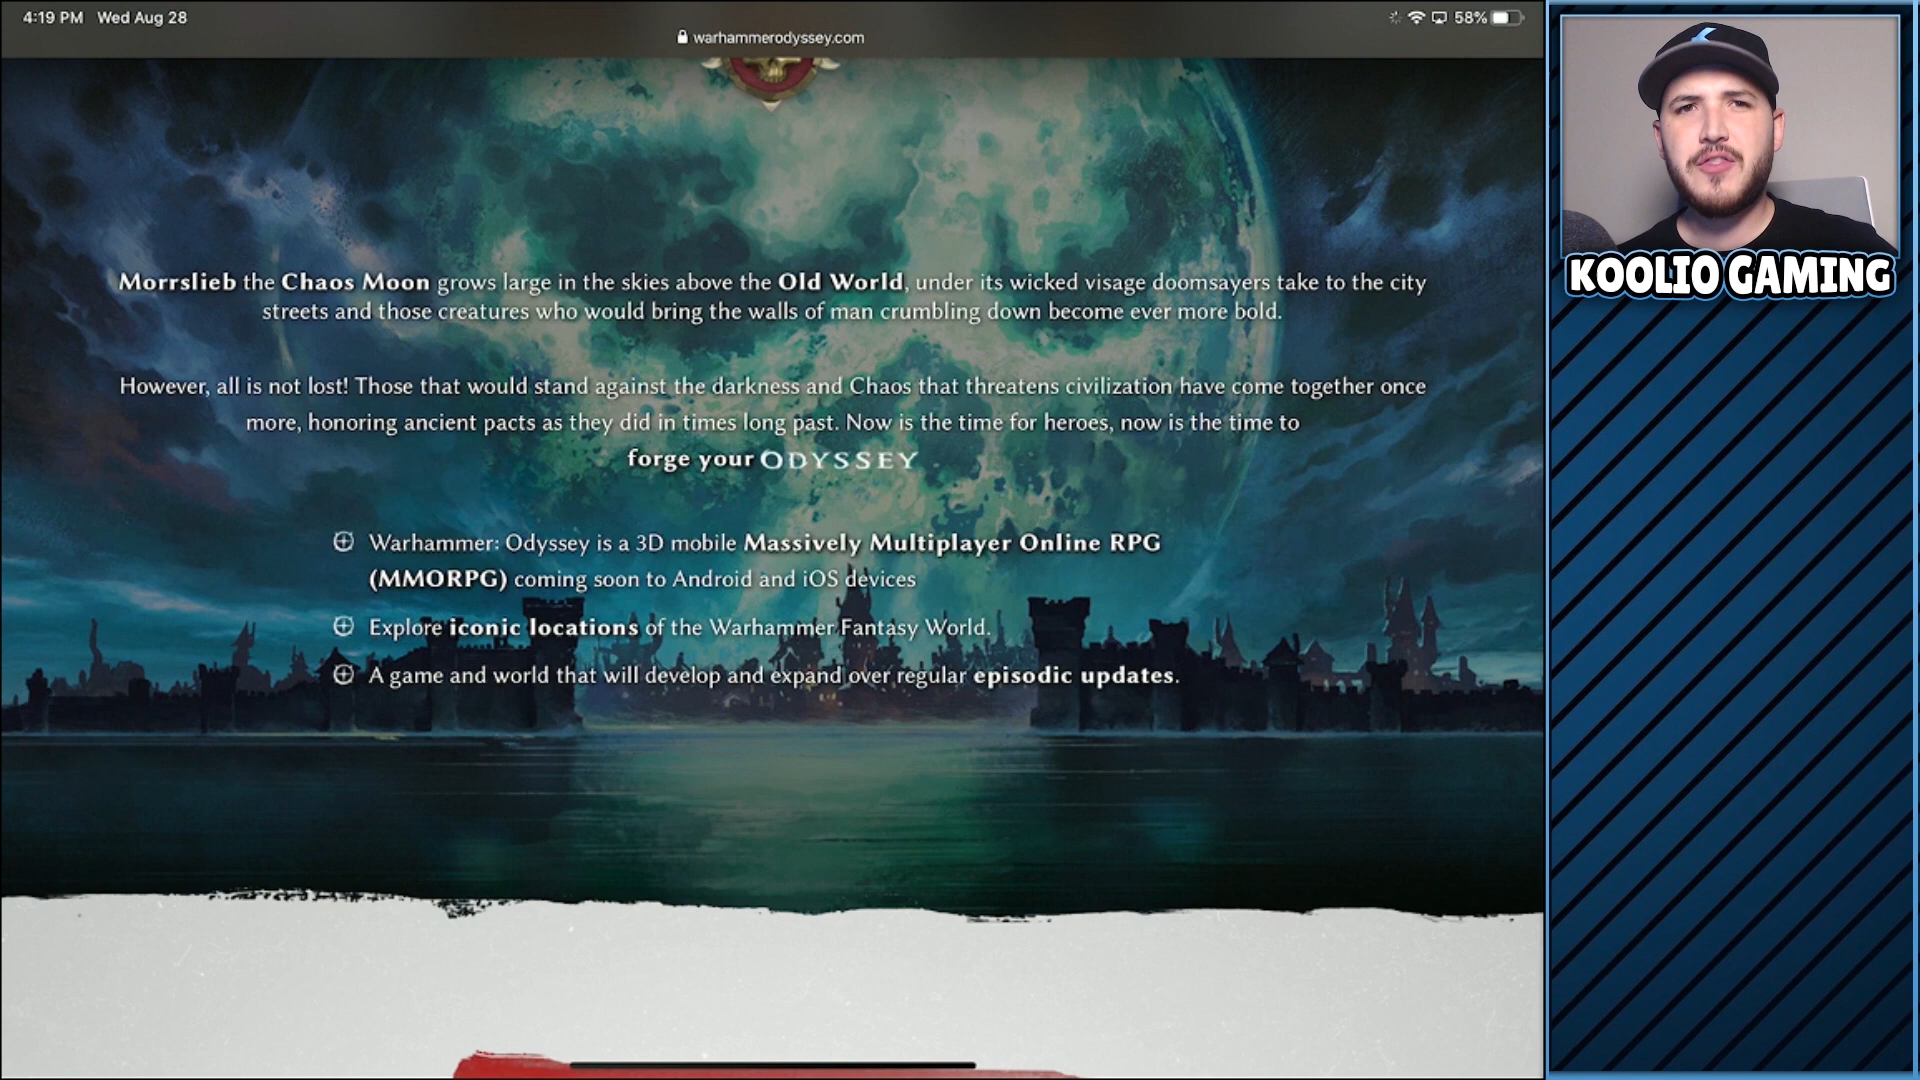 4:19 PM Wed Aug 28
58%
warhammerodyssey.com
Morrslieb the Chaos Moon grows large in the skies above the Old World, under its wicked visage doomsayers take to the city
streets and those creatures who would bring the walls of man crumbling down become ever more bold.
However, all is not lost! Those that would stand against the darkness and Chaos that threatens civilization have come together once
more, honoring ancient pacts as they did in times long past. Now is the time for heroes, now is the time to
forge your ODYSSEY
Warhammer: Odyssey is a 3D mobile Massively Multiplayer Online RPG
(MMORPG) coming soon to Android and iOS devices
Explore iconic locations of the Warhammer Fantasy World.
A game and world that will develop and expand over regular episodic updates.
KOOLIO GAMING